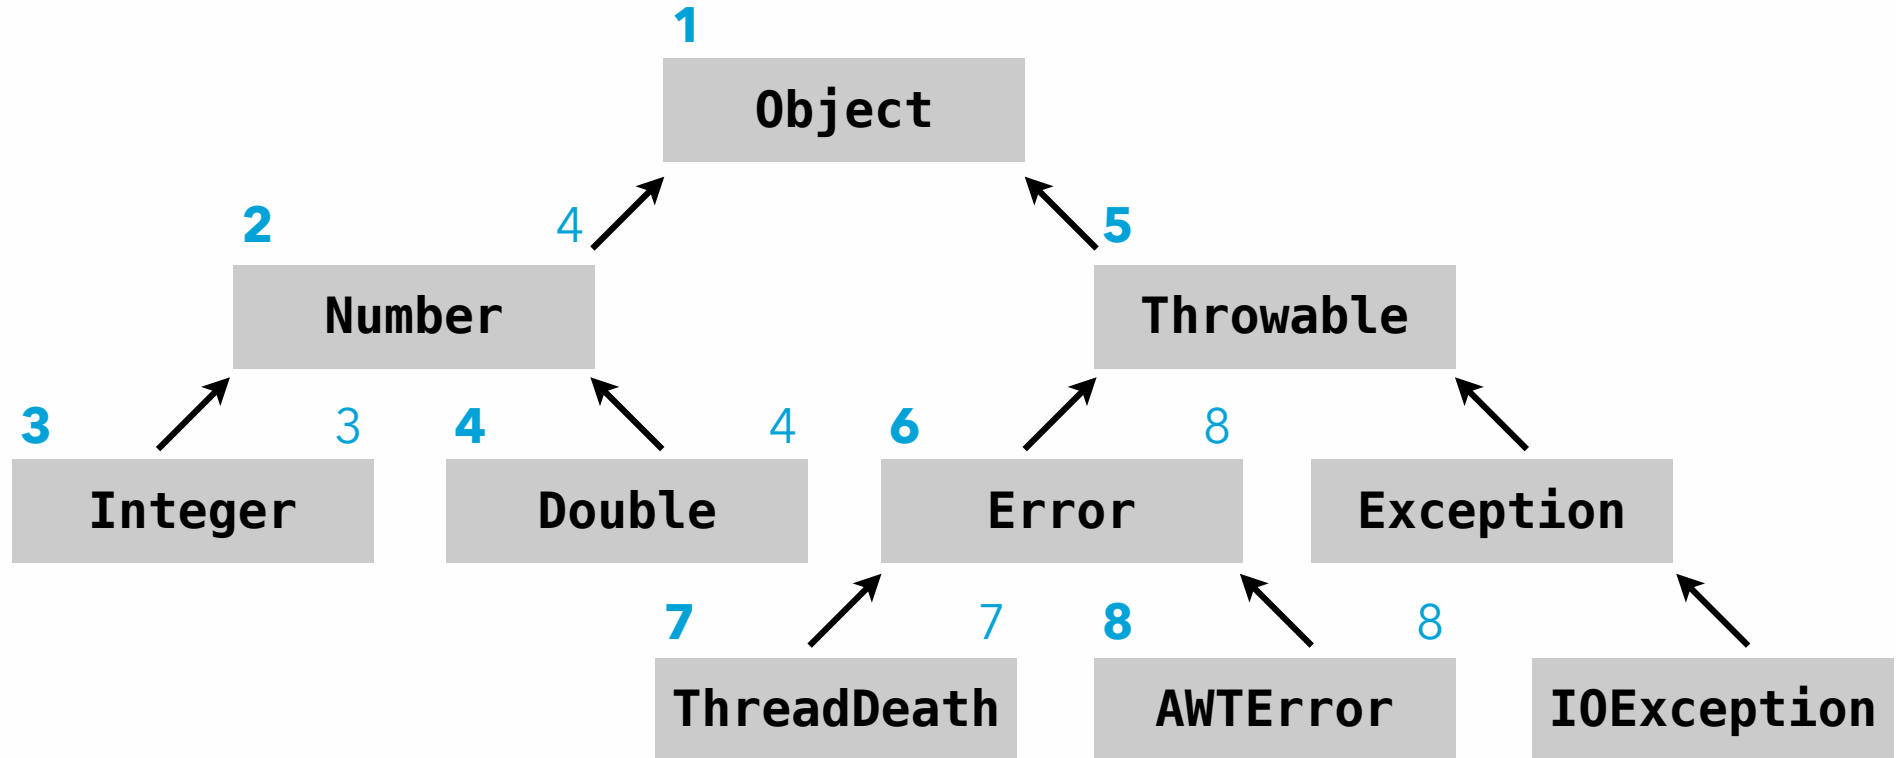 1
Object
2 4 5
Number Throwable
3 3 4 4 6 8
Integer Double Error Exception
7 7 8 8
ThreadDeath AWTError IOException